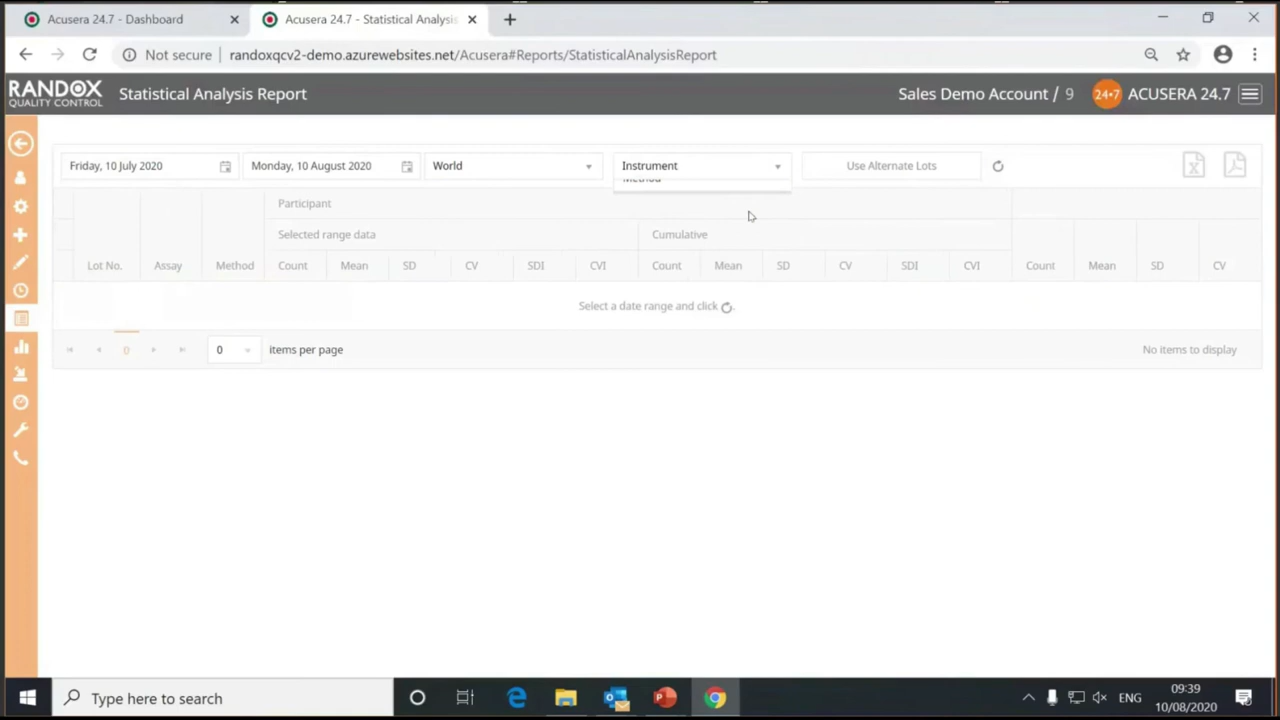 Acusera 24.7 - Dashboard
Acusera 24.7 - Statistical Analysis
Not secure
randoxqcv2-demo.azurewebsites.net/Acusera#Reports/StatisticalAnalysisReport
RANDOX
QUALITY CONTROL
Statistical Analysis Report
Sales Demo Account / 9
24•7 ACUSERA 24.7
Friday, 10 July 2020
Monday, 10 August 2020
World
Instrument
Use Alternate Lots
Method
Participant
Selected range data
Cumulative
Lot No. Assay Method Count Mean SD CV SDI CVI Count Mean SD CV SDI CVI Count Mean SD CV
Select a date range and click
0
0
items per page
No items to display
Type here to search
ENG
09:39
10/08/2020